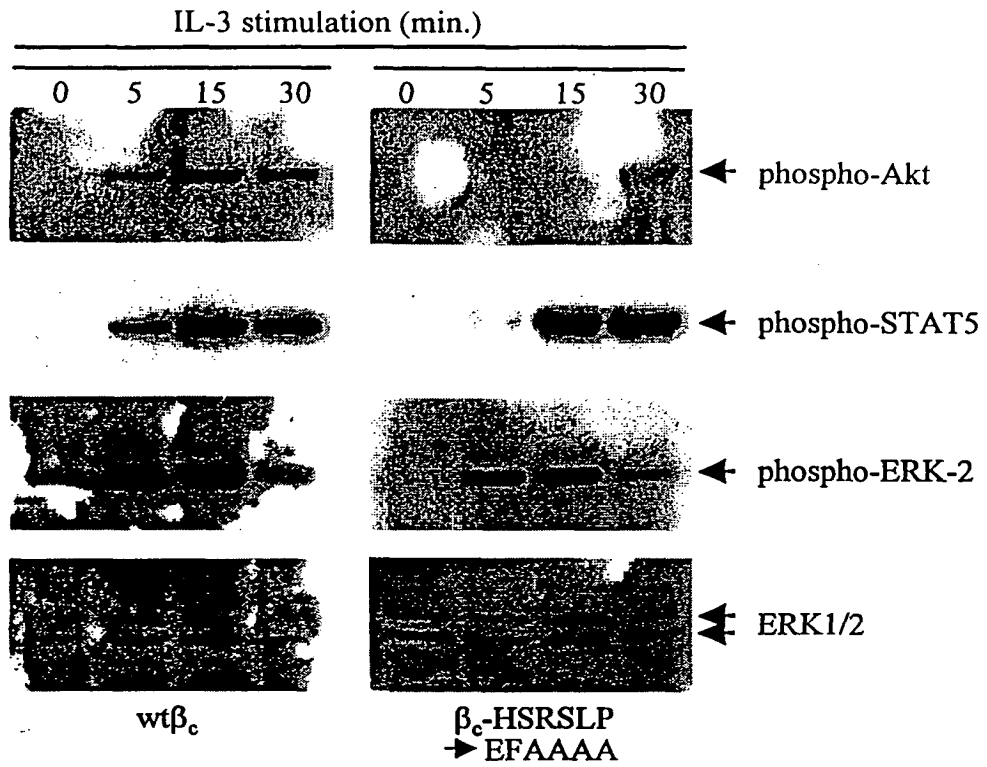 IL-3 stimulation (min.)
0 5 15 30 0 5 15 30
phospho-Akt
phospho-STAT5
phospho-ERK-2
ERK1/2
wtβc βc-HSRSLP
→ EFAAAA